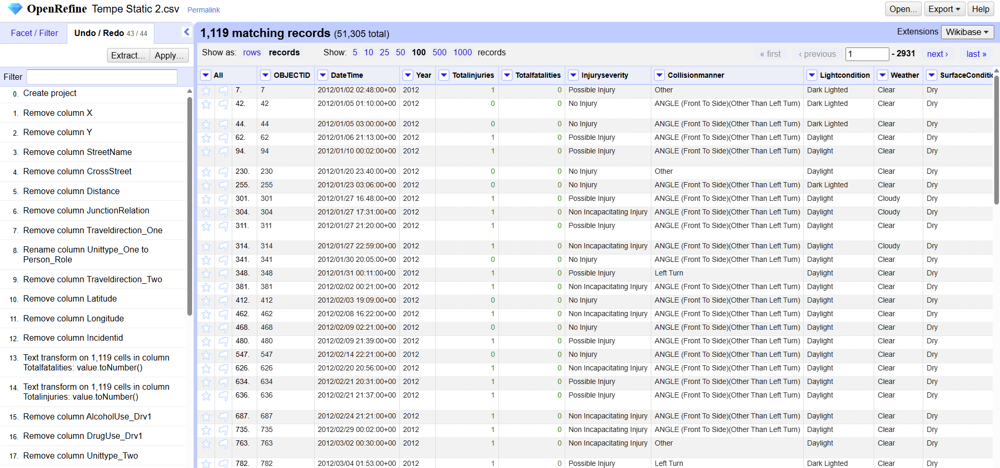 OpenRefine Tempe Static 2.csv Permalink Open... Export Help
Facet / Filter Undo / Redo 43 / 44
1,119 matching records (51,305 total) Extensions Wikibase
Extract... Apply...
Show as: rows records Show: 5 10 25 50 100 500 1000 records « first ‹ previous 1 - 2931 next › last »
Filter
0. Create project
1. Remove column X
2. Remove column Y
3. Remove column StreetName
4. Remove column CrossStreet
5. Remove column Distance
6. Remove column JunctionRelation
7. Remove column Traveldirection_One
8. Rename column Unittype_One to
Person_Role
9. Remove column Traveldirection_Two
10. Remove column Latitude
11. Remove column Longitude
12. Remove column Incidentid
13. Text transform on 1,119 cells in column
Totalfatalities: value.toNumber()
14. Text transform on 1,119 cells in column
Totalinjuries: value.toNumber()
15. Remove column AlcoholUse_Drv1
16. Remove column DrugUse_Drv1
17. Remove column Unittype_Two
All OBJECTID DateTime Year Totalinjuries Totalfatalities Injuryseverity Collisionmanner Lightcondition Weather SurfaceConditio
7. 7 2012/01/02 02:48:00+00 2012 1 0 Possible Injury Other Dark Lighted Clear Dry
42. 42 2012/01/05 01:10:00+00 2012 0 0 No Injury ANGLE (Front To Side)(Other Than Left Turn) Dark Lighted Clear Dry
44. 44 2012/01/05 03:00:00+00 2012 0 0 No Injury ANGLE (Front To Side)(Other Than Left Turn) Dark Lighted Clear Dry
62. 62 2012/01/06 21:13:00+00 2012 1 0 Possible Injury ANGLE (Front To Side)(Other Than Left Turn) Daylight Clear Dry
94. 94 2012/01/10 00:02:00+00 2012 1 0 Possible Injury ANGLE (Front To Side)(Other Than Left Turn) Daylight Clear Dry
230. 230 2012/01/20 23:40:00+00 2012 0 0 No Injury Other Daylight Clear Dry
255. 255 2012/01/23 03:06:00+00 2012 0 0 No Injury ANGLE (Front To Side)(Other Than Left Turn) Dark Lighted Clear Dry
301. 301 2012/01/27 16:48:00+00 2012 1 0 Possible Injury ANGLE (Front To Side)(Other Than Left Turn) Daylight Cloudy Dry
304. 304 2012/01/27 17:31:00+00 2012 1 0 Non Incapacitating Injury ANGLE (Front To Side)(Other Than Left Turn) Daylight Cloudy Dry
311. 311 2012/01/27 21:20:00+00 2012 1 0 Possible Injury ANGLE (Front To Side)(Other Than Left Turn) Daylight Clear Dry
314. 314 2012/01/27 22:59:00+00 2012 1 0 Non Incapacitating Injury ANGLE (Front To Side)(Other Than Left Turn) Daylight Cloudy Dry
341. 341 2012/01/30 20:05:00+00 2012 0 0 No Injury ANGLE (Front To Side)(Other Than Left Turn) Daylight Clear Dry
348. 348 2012/01/31 00:11:00+00 2012 1 0 Possible Injury Left Turn Daylight Clear Dry
381. 381 2012/02/02 00:21:00+00 2012 1 0 Non Incapacitating Injury ANGLE (Front To Side)(Other Than Left Turn) Daylight Clear Dry
412. 412 2012/02/03 19:09:00+00 2012 0 0 No Injury ANGLE (Front To Side)(Other Than Left Turn) Daylight Clear Dry
462. 462 2012/02/08 16:22:00+00 2012 1 0 Non Incapacitating Injury ANGLE (Front To Side)(Other Than Left Turn) Daylight Clear Dry
468. 468 2012/02/09 02:21:00+00 2012 0 0 No Injury ANGLE (Front To Side)(Other Than Left Turn) Daylight Clear Dry
480. 480 2012/02/09 21:39:00+00 2012 1 0 Possible Injury ANGLE (Front To Side)(Other Than Left Turn) Daylight Clear Dry
547. 547 2012/02/14 22:21:00+00 2012 0 0 No Injury ANGLE (Front To Side)(Other Than Left Turn) Daylight Clear Dry
626. 626 2012/02/20 20:56:00+00 2012 1 0 Non Incapacitating Injury ANGLE (Front To Side)(Other Than Left Turn) Daylight Clear Dry
634. 634 2012/02/21 20:31:00+00 2012 1 0 Possible Injury ANGLE (Front To Side)(Other Than Left Turn) Daylight Clear Dry
636. 636 2012/02/21 21:37:00+00 2012 1 0 Possible Injury ANGLE (Front To Side)(Other Than Left Turn) Daylight Clear Dry
687. 687 2012/02/24 21:21:00+00 2012 1 0 Non Incapacitating Injury ANGLE (Front To Side)(Other Than Left Turn) Daylight Clear Dry
735. 735 2012/02/29 00:02:00+00 2012 1 0 Non Incapacitating Injury ANGLE (Front To Side)(Other Than Left Turn) Daylight Clear Dry
763. 763 2012/03/02 00:30:00+00 2012 1 0 Non Incapacitating Injury Other Daylight Clear Dry
782. 782 2012/03/04 01:53:00+00 2012 1 0 Possible Injury Left Turn Dark Lighted Clear Dry